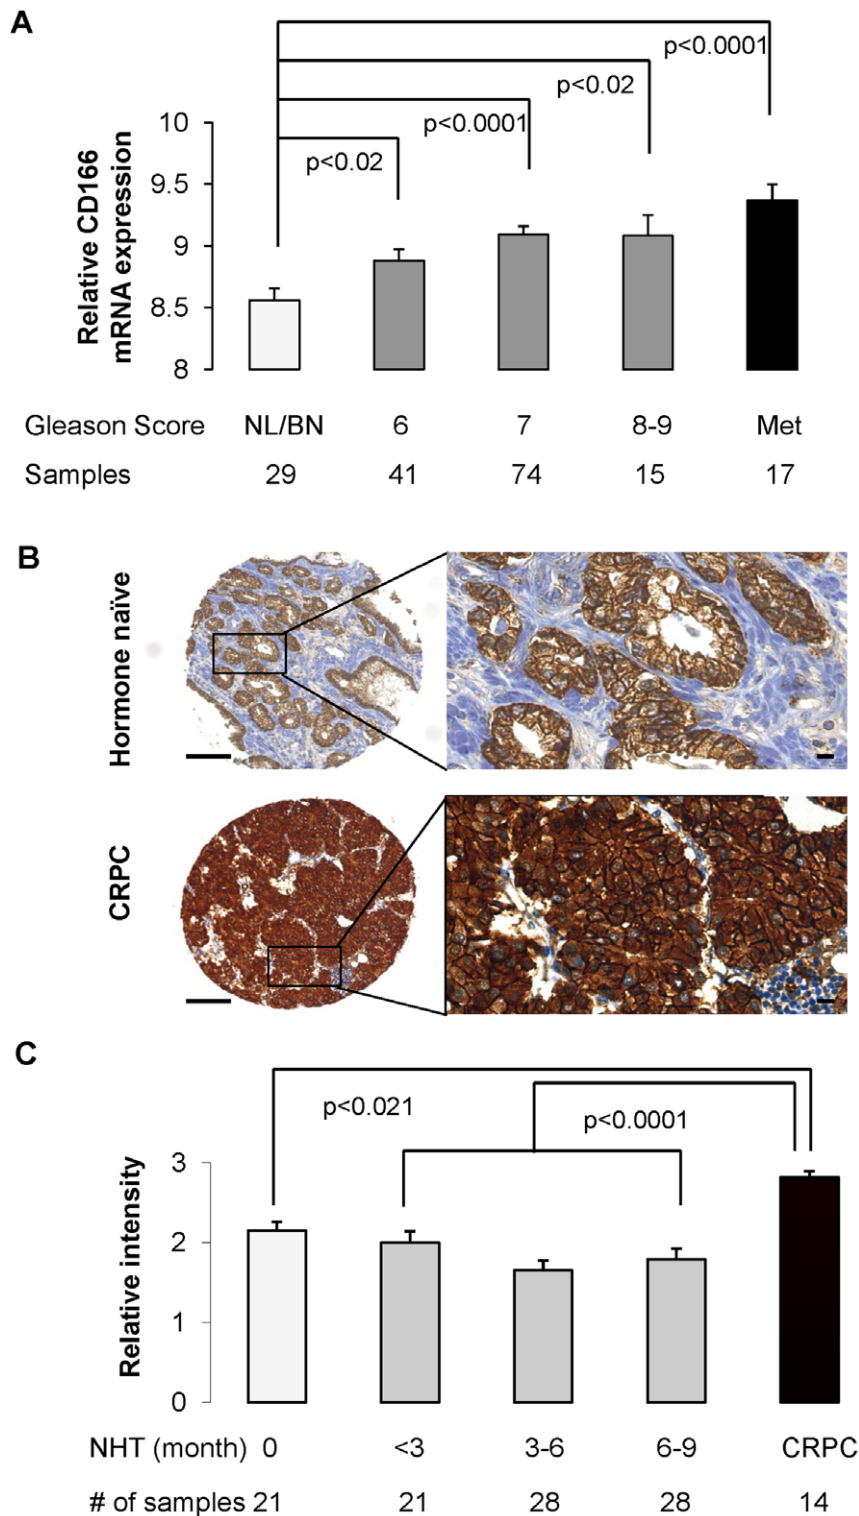 A
p<0.0001
p<0.02
p<0.0001
p<0.02
Relative CD166
mRNA expression
10
9.5
9
8.5
8
Gleason Score NL/BN 6 7 8-9 Met
Samples 29 41 74 15 17
B
Hormone naïve
CRPC
C
p<0.021
p<0.0001
Relative intensity
3
2
1
0
NHT (month) 0 <3 3-6 6-9 CRPC
# of samples 21 21 28 28 14